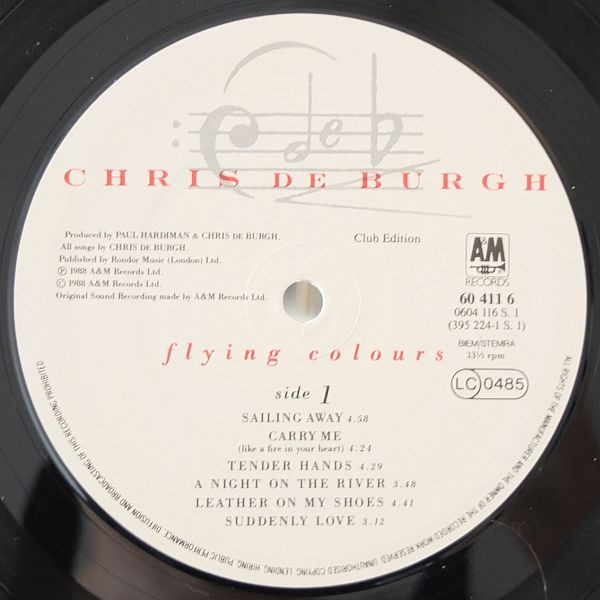 C de b
CHRIS DE BURGH
Produced by PAUL HARDIMAN & CHRIS DE BURGH.
All songs by CHRIS DE BURGH.
Published by Rondor Music (London) Ltd.
Ⓟ 1988 A&M Records Ltd.
© 1988 A&M Records Ltd.
Original Sound Recording made by A&M Records Ltd.
Club Edition
A&M
RECORDS
60 411 6
0604 116 S. 1
(395 224-1 S. 1)
BIEM/STEMRA
33⅓ rpm
LC 0485
flying colours
side 1
SAILING AWAY 4.58
CARRY ME
(like a fire in your heart) 4.24
TENDER HANDS 4.29
A NIGHT ON THE RIVER 3.48
LEATHER ON MY SHOES 4.41
SUDDENLY LOVE 3.12
ALL RIGHTS OF THE MANUFACTURER AND THE OWNER OF THE RECORDED WORK RESERVED. UNAUTHORISED COPYING, LENDING, HIRING, PUBLIC PERFORMANCE, DIFFUSION AND BROADCASTING OF THIS RECORDING PROHIBITED